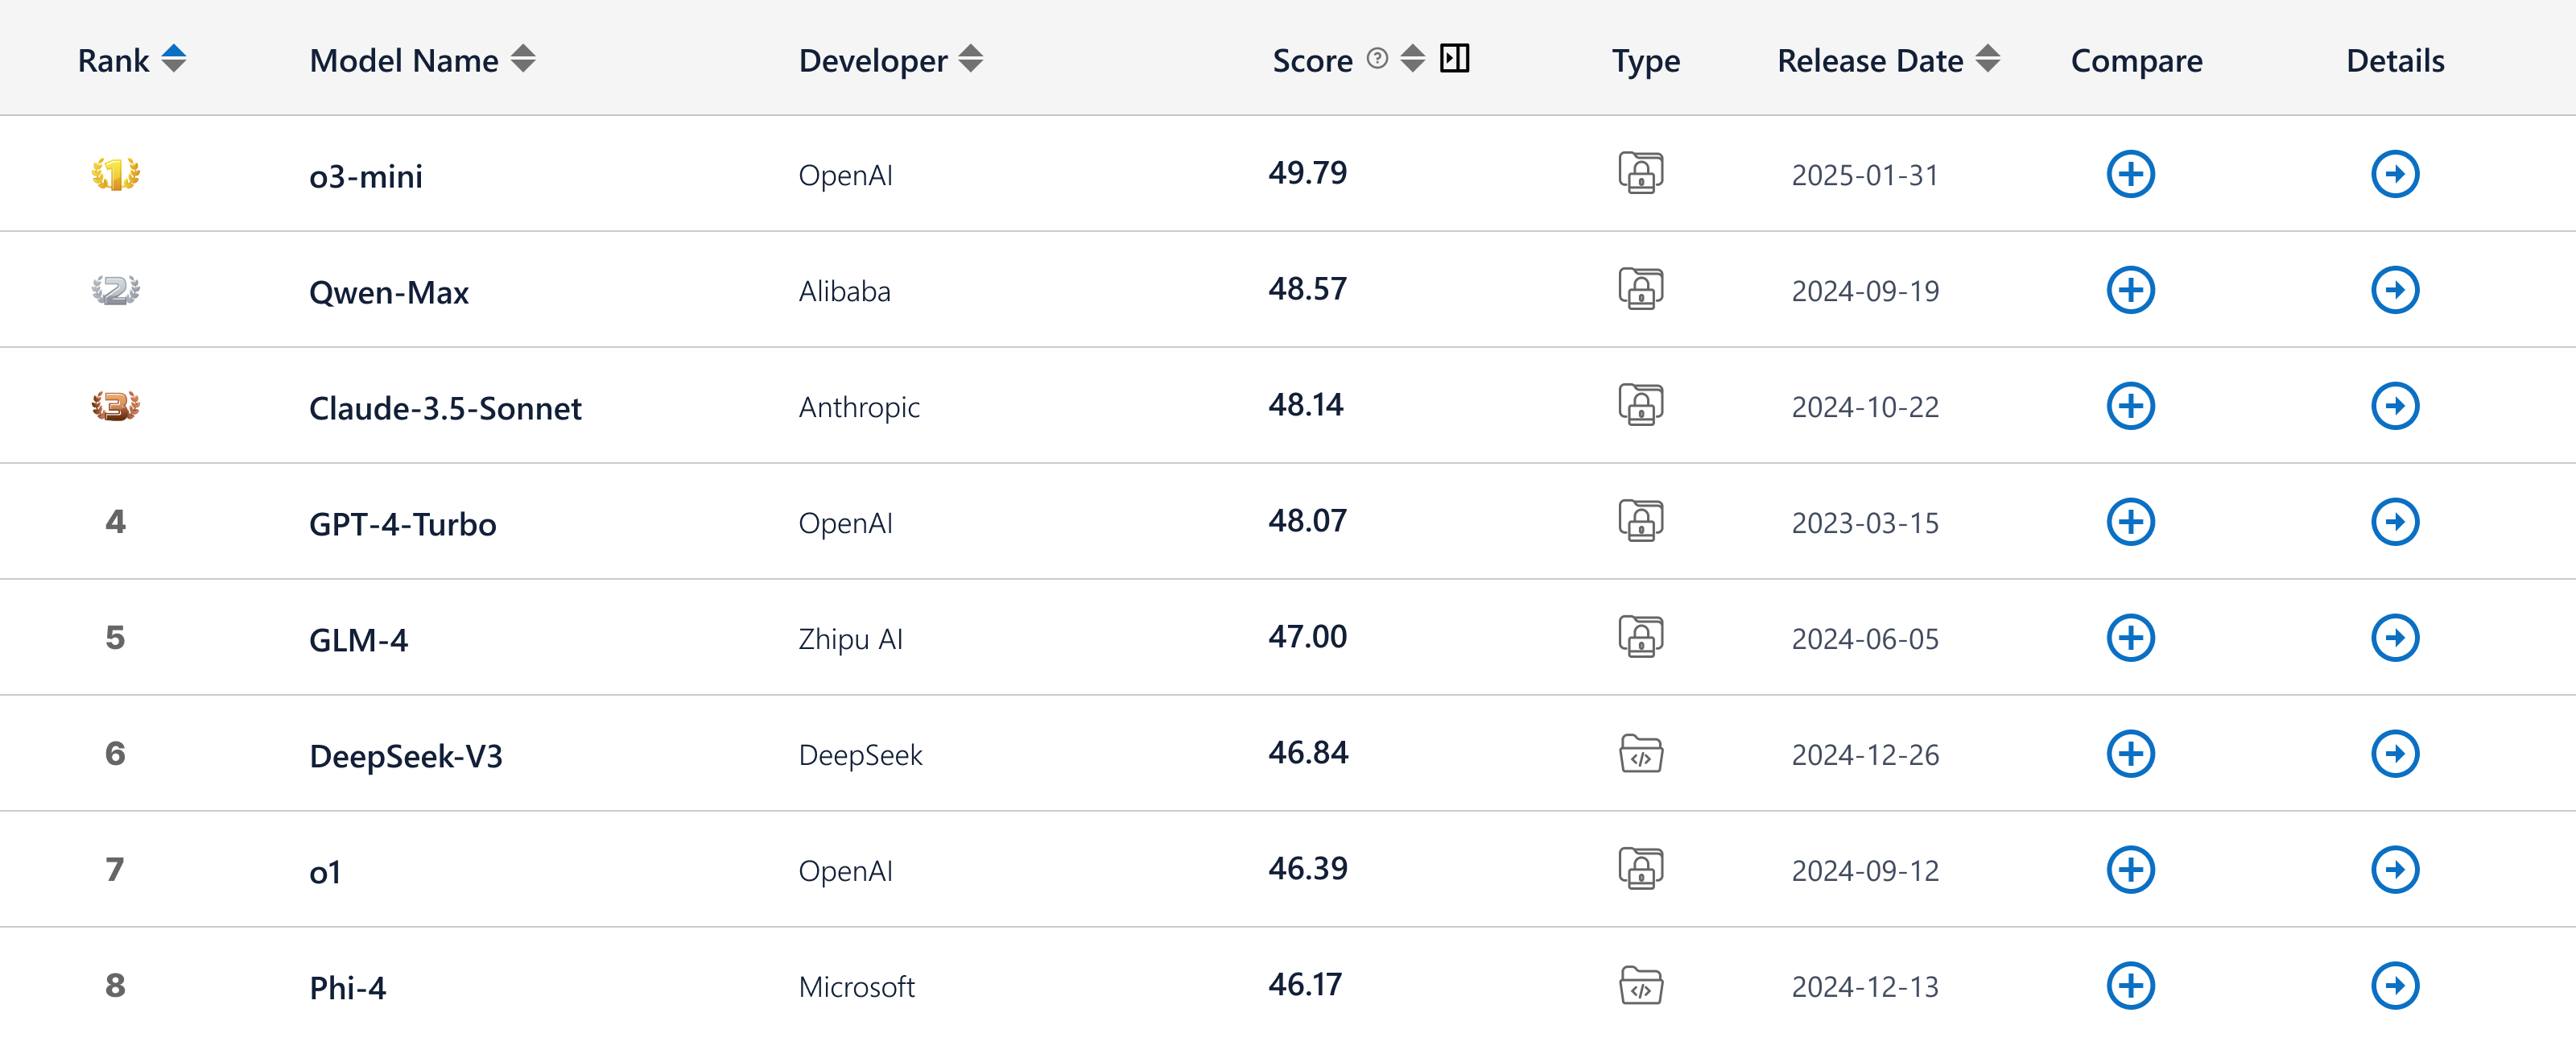 Rank Model Name Developer Score ? Type Release Date Compare Details
1 o3-mini OpenAI 49.79 2025-01-31
2 Qwen-Max Alibaba 48.57 2024-09-19
3 Claude-3.5-Sonnet Anthropic 48.14 2024-10-22
4 GPT-4-Turbo OpenAI 48.07 2023-03-15
5 GLM-4 Zhipu AI 47.00 2024-06-05
6 DeepSeek-V3 DeepSeek 46.84 </> 2024-12-26
7 o1 OpenAI 46.39 2024-09-12
8 Phi-4 Microsoft 46.17 </> 2024-12-13